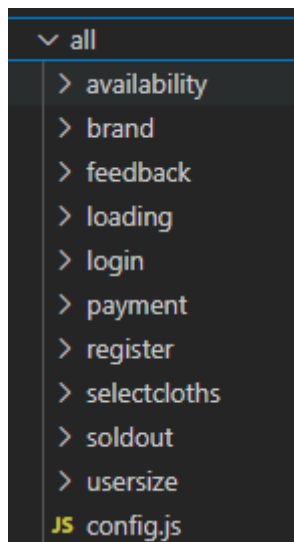 all
availability
brand
feedback
loading
login
payment
register
selectcloths
soldout
usersize
JS config.js